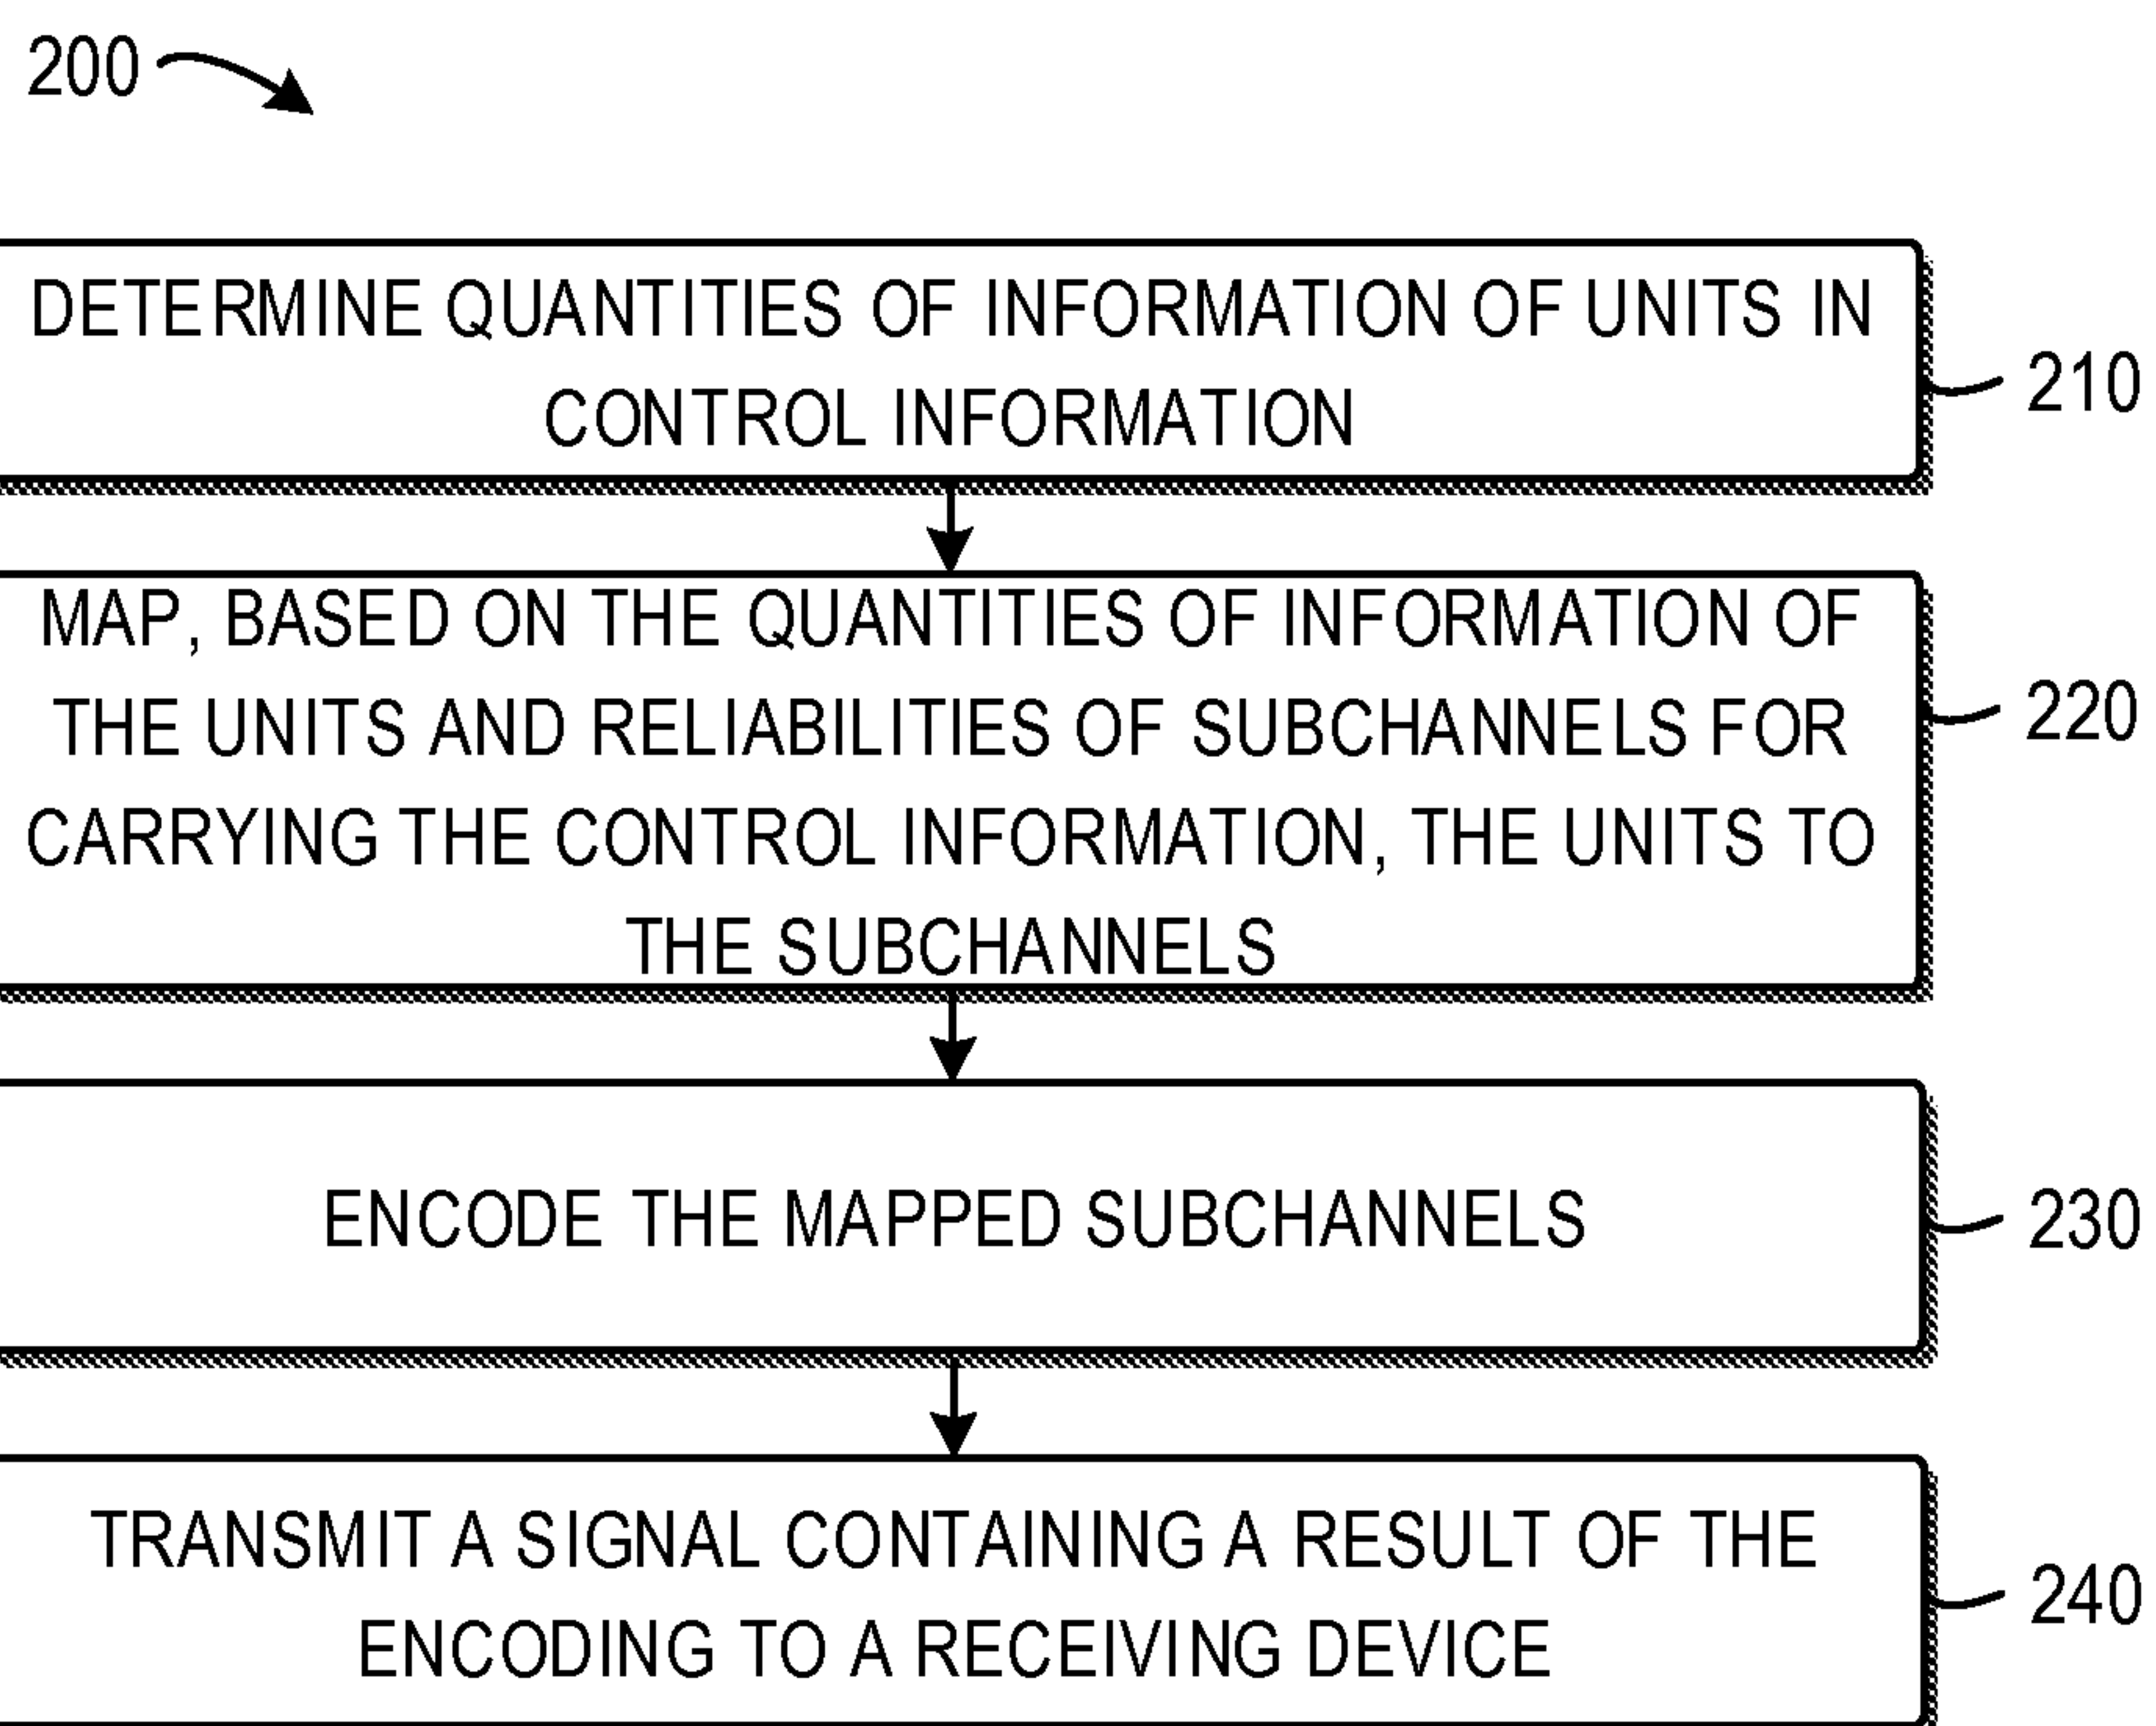 200
DETERMINE QUANTITIES OF INFORMATION OF UNITS IN
CONTROL INFORMATION
210
MAP, BASED ON THE QUANTITIES OF INFORMATION OF
THE UNITS AND RELIABILITIES OF SUBCHANNELS FOR
CARRYING THE CONTROL INFORMATION, THE UNITS TO
THE SUBCHANNELS
220
ENCODE THE MAPPED SUBCHANNELS
230
TRANSMIT A SIGNAL CONTAINING A RESULT OF THE
ENCODING TO A RECEIVING DEVICE
240